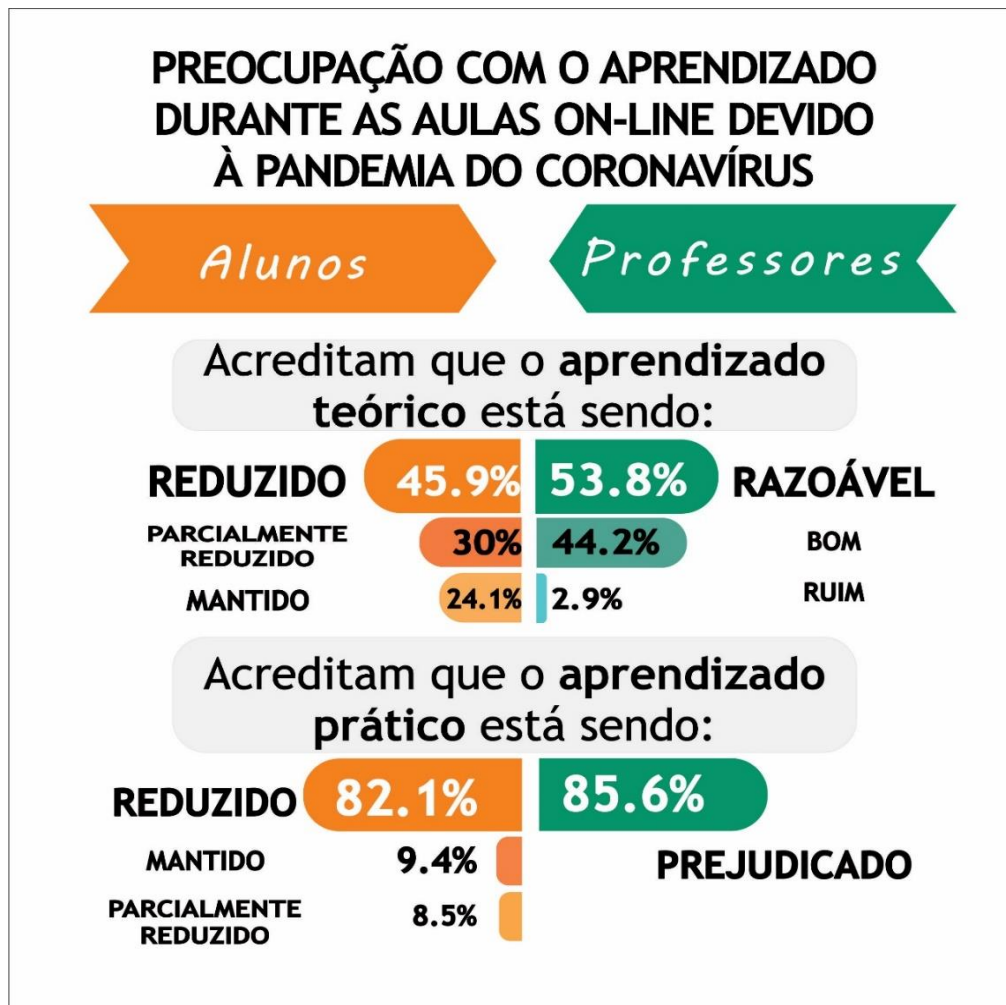 PREOCUPAÇÃO COM O APRENDIZADO
DURANTE AS AULAS ON-LINE DEVIDO
À PANDEMIA DO CORONAVÍRUS
Alunos
Professores
Acreditam que o aprendizado
teórico está sendo:
REDUZIDO 45.9% 53.8% RAZOÁVEL
PARCIALMENTE
REDUZIDO 30% 44.2% BOM
MANTIDO 24.1% 2.9% RUIM
Acreditam que o aprendizado
prático está sendo:
REDUZIDO 82.1% 85.6%
MANTIDO 9.4% PREJUDICADO
PARCIALMENTE
REDUZIDO 8.5%